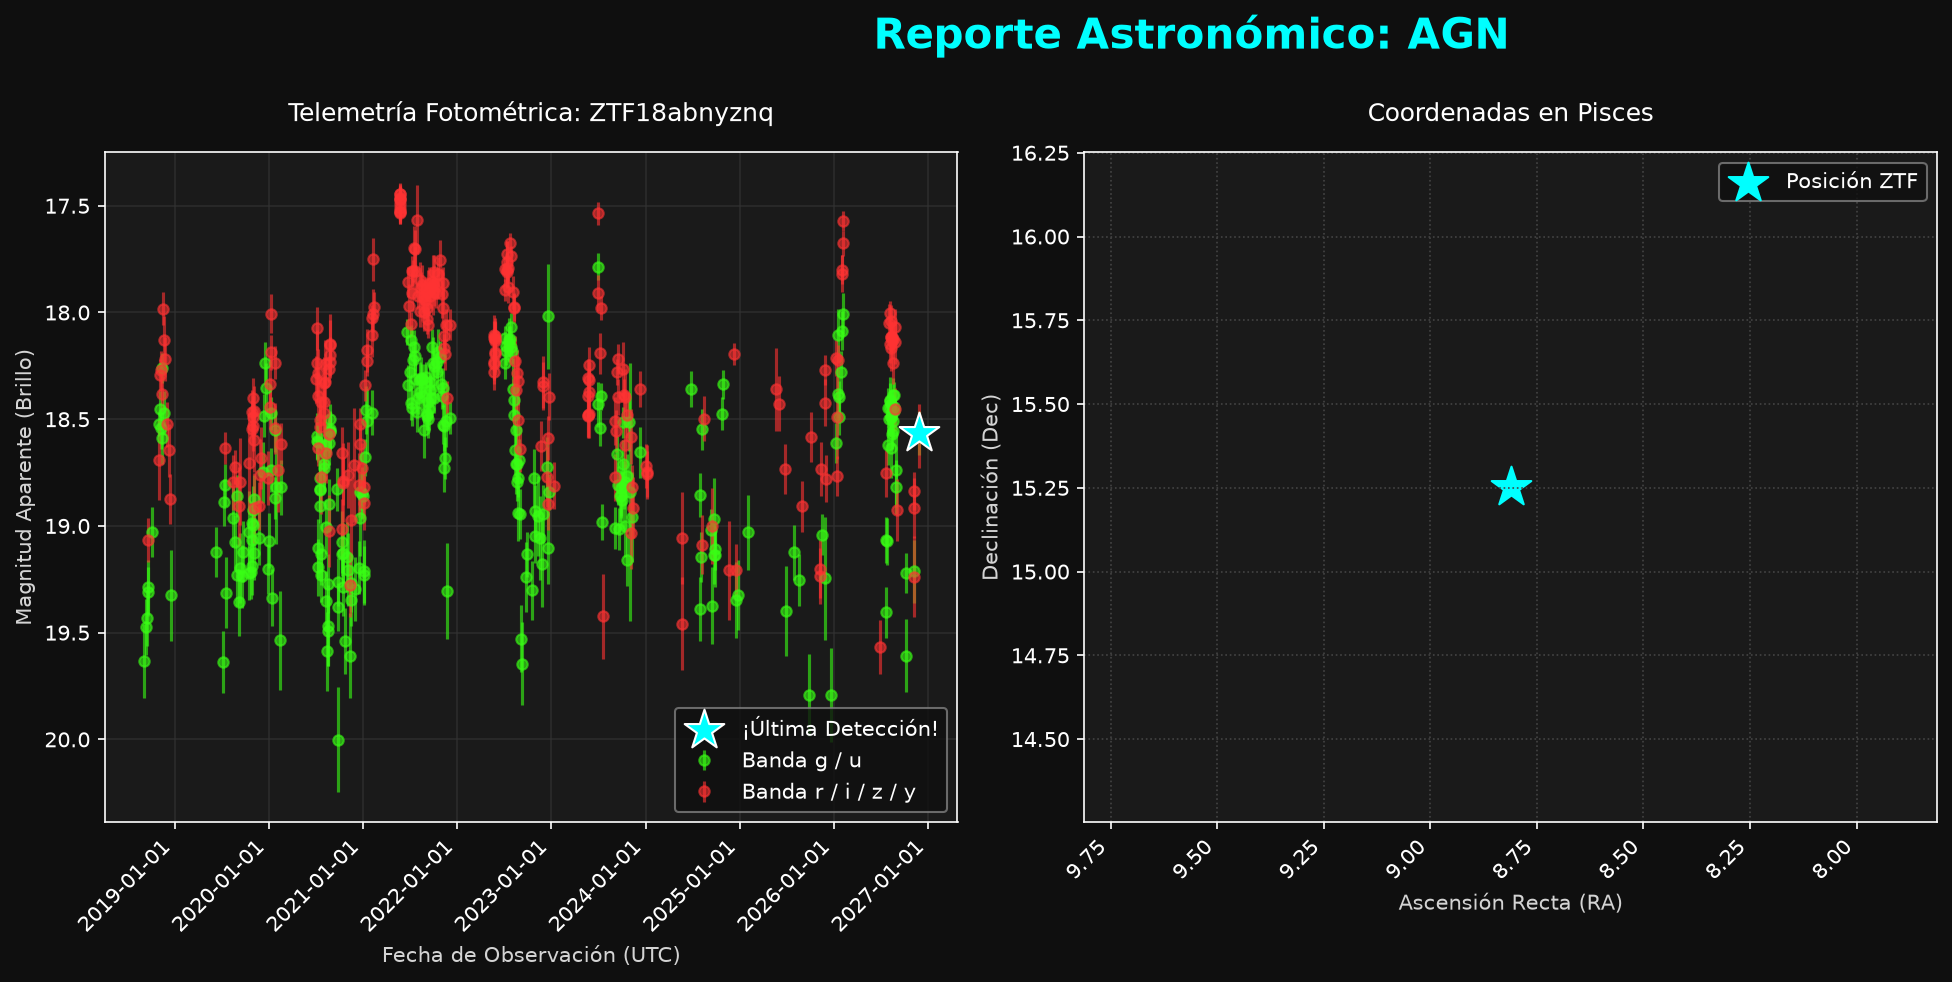 Reporte Astronómico: AGN
Telemetría Fotométrica: ZTF18abnyznq
Magnitud Aparente (Brillo)
17.5
18.0
18.5
19.0
19.5
20.0
¡Última Detección!
Banda g / u
Banda r / i / z / y
2019-01-01
2020-01-01
2021-01-01
2022-01-01
2023-01-01
2024-01-01
2025-01-01
2026-01-01
2027-01-01
Fecha de Observación (UTC)
Coordenadas en Pisces
Declinación (Dec)
16.25
16.00
15.75
15.50
15.25
15.00
14.75
14.50
Posición ZTF
9.75
9.50
9.25
9.00
8.75
8.50
8.25
8.00
Ascensión Recta (RA)